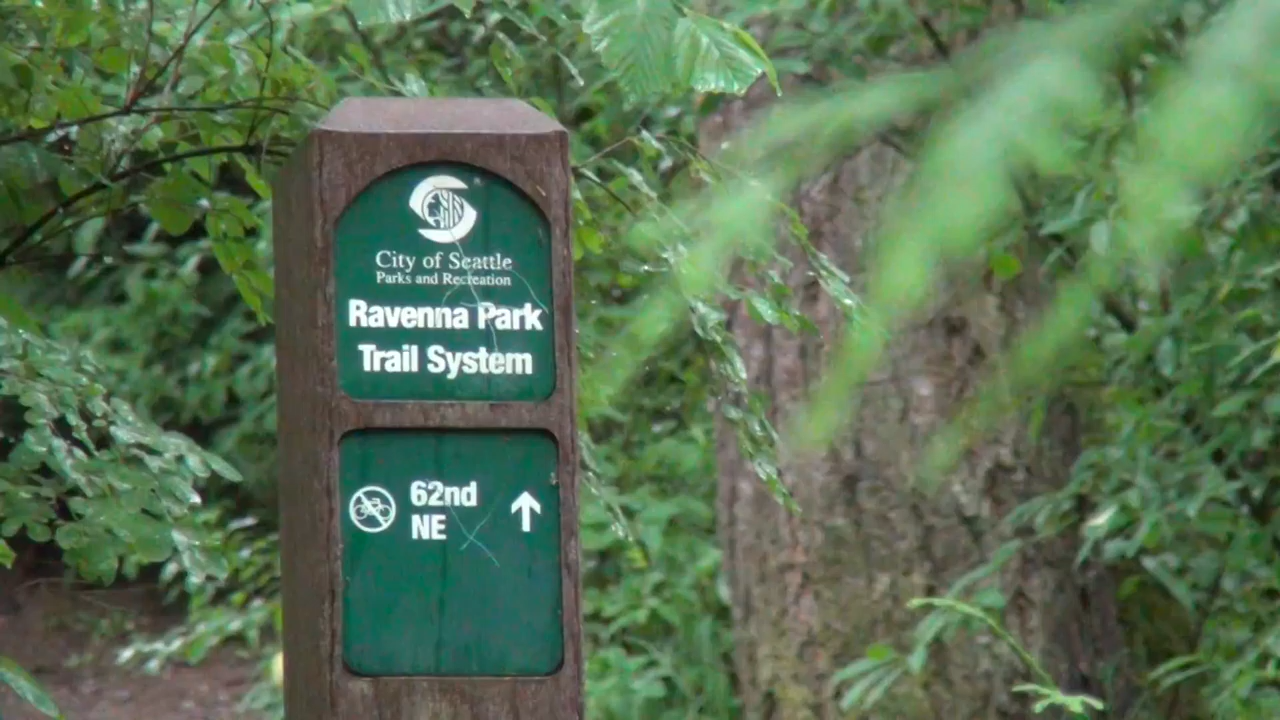 City of Seattle
Parks and Recreation
Ravenna Park
Trail System
62nd
NE